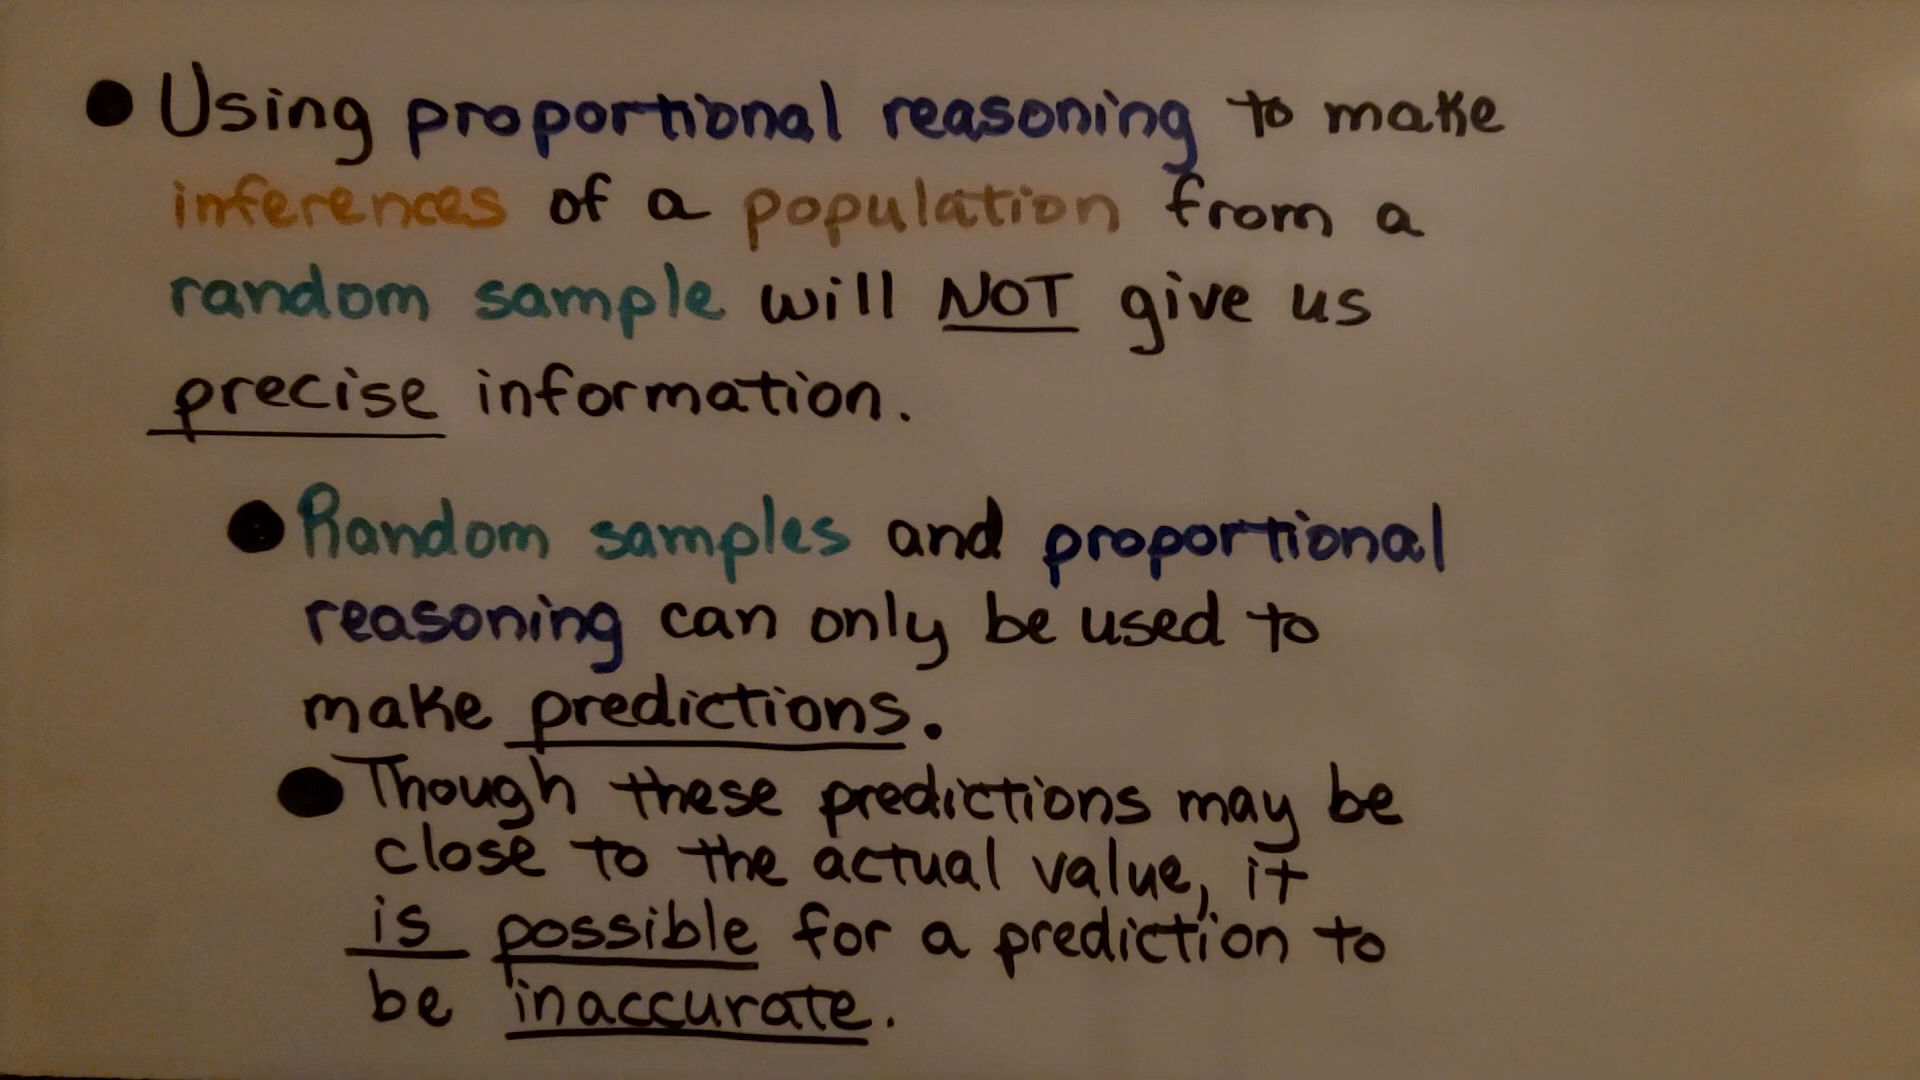 ● Using proportional reasoning to make
inferences of a population from a
random sample will NOT give us
precise information.
● Random samples and proportional
reasoning can only be used to
make predictions.
● Though these predictions may be
close to the actual value, it
is possible for a prediction to
be inaccurate.